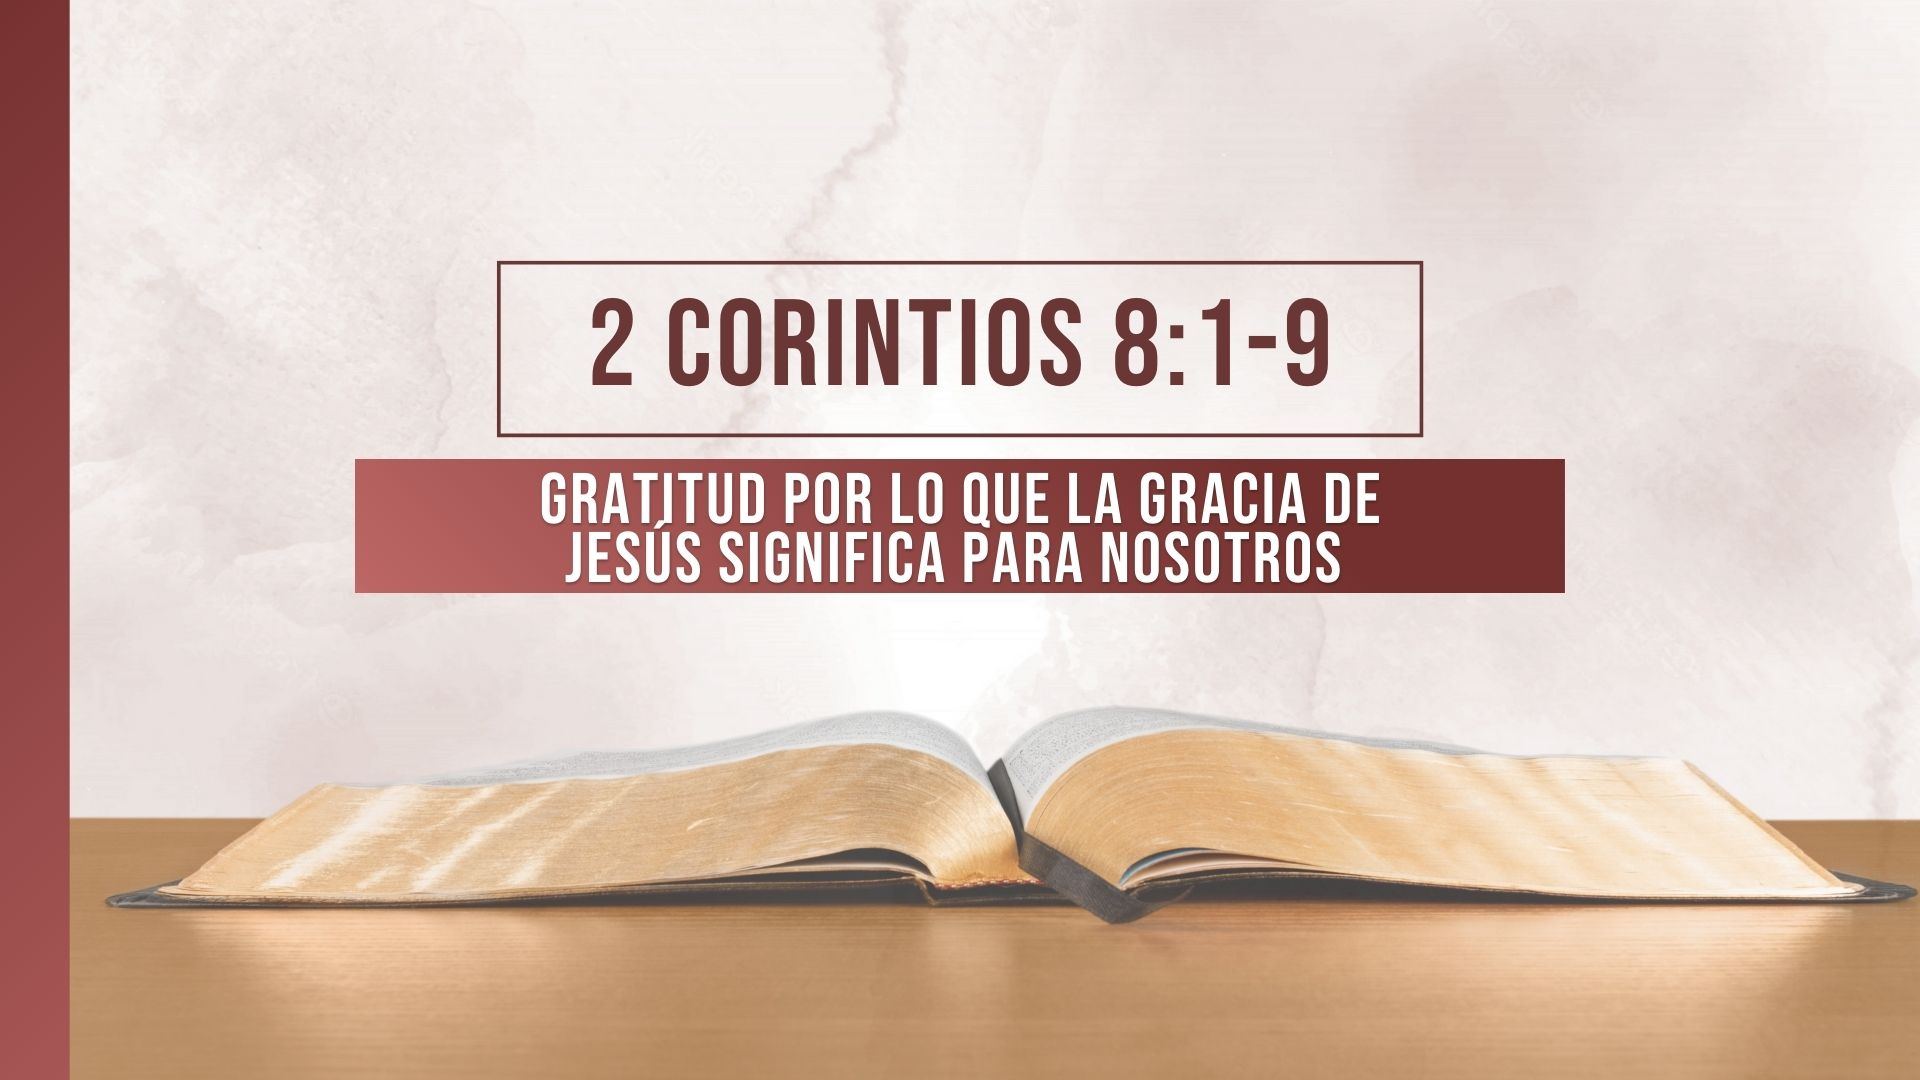 2 CORINTIOS 8:1-9
GRATITUD POR LO QUE LA GRACIA DE
JESÚS SIGNIFICA PARA NOSOTROS